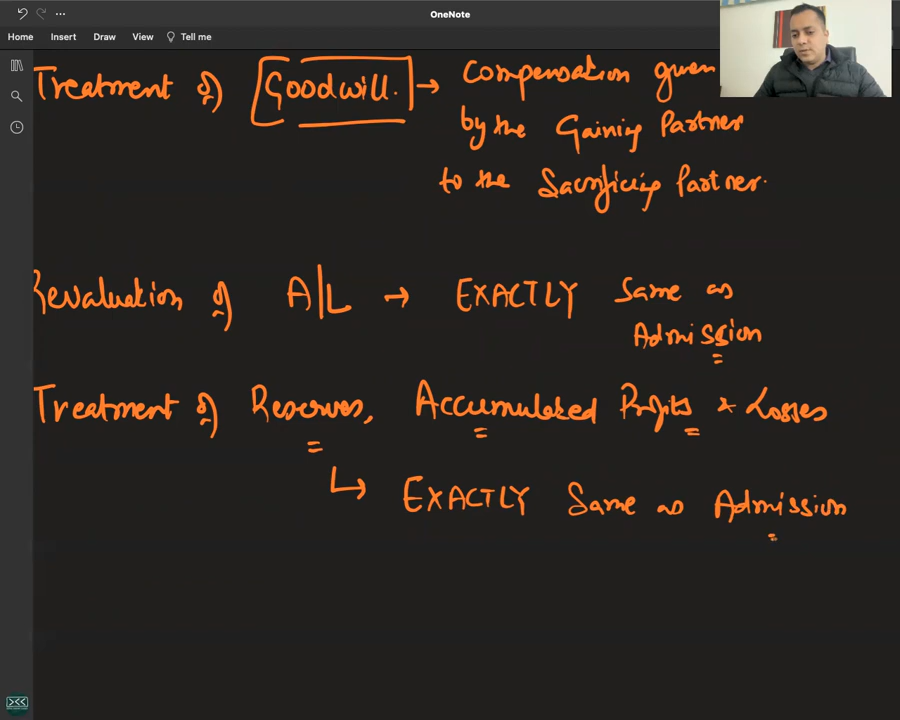 OneNote
Home Insert Draw View Tell me
Treatment of Goodwill. → Compensation given
by the Gaining Partner
to the Sacrificing Partner.
Revaluation of A/L → EXACTLY Same as
Admission
Treatment of Reserves, Accumulated Profits & Losses
↳ EXACTLY Same as Admission